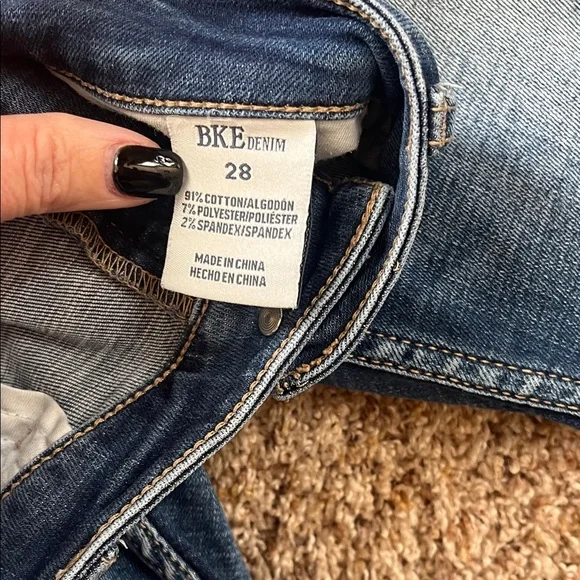 BKE DENIM
28
91% COTTON/ALGODÓN
7% POLYESTER/POLIÉSTER
2% SPANDEX/SPANDEX
MADE IN CHINA
HECHO EN CHINA